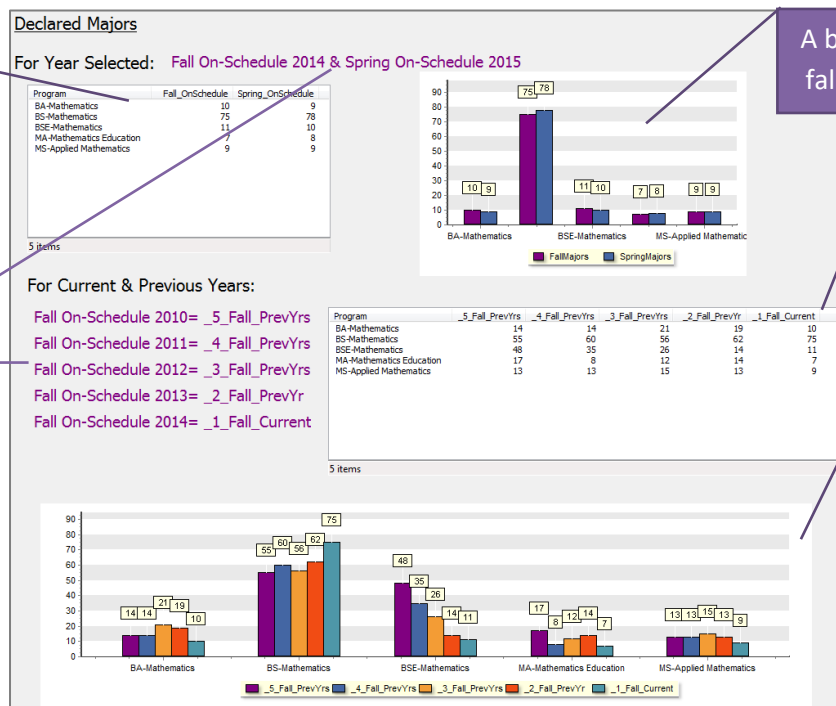 Declared Majors
For Year Selected: Fall On-Schedule 2014 & Spring On-Schedule 2015
A b
fal
Program Fall_OnSchedule Spring_OnSchedule
BA-Mathematics 10 9
BS-Mathematics 75 78
BSE-Mathematics 11 10
MA-Mathematics Education 7 8
MS-Applied Mathematics 9 9
5 items
90
80
70
60
50
40
30
20
10
0
75 78
10 9
11 10
7 8
9 9
BA-Mathematics BSE-Mathematics MS-Applied Mathematic
FallMajors SpringMajors
For Current & Previous Years:
Fall On-Schedule 2010= _5_Fall_PrevYrs
Fall On-Schedule 2011= _4_Fall_PrevYrs
Fall On-Schedule 2012= _3_Fall_PrevYrs
Fall On-Schedule 2013= _2_Fall_PrevYr
Fall On-Schedule 2014= _1_Fall_Current
Program _5_Fall_PrevYrs _4_Fall_PrevYrs _3_Fall_PrevYrs _2_Fall_PrevYr _1_Fall_Current
BA-Mathematics 14 14 21 19 10
BS-Mathematics 55 60 56 62 75
BSE-Mathematics 48 35 26 14 11
MA-Mathematics Education 17 8 12 14 7
MS-Applied Mathematics 13 13 15 13 9
5 items
90
80
70
60
50
40
30
20
10
0
14 14 21 19 10
55 60 56 62 75
48 35 26 14 11
17 8 12 14 7
13 13 15 13 9
BA-Mathematics BS-Mathematics BSE-Mathematics MA-Mathematics Education MS-Applied Mathematics
_5_Fall_PrevYrs _4_Fall_PrevYrs _3_Fall_PrevYrs _2_Fall_PrevYr _1_Fall_Current